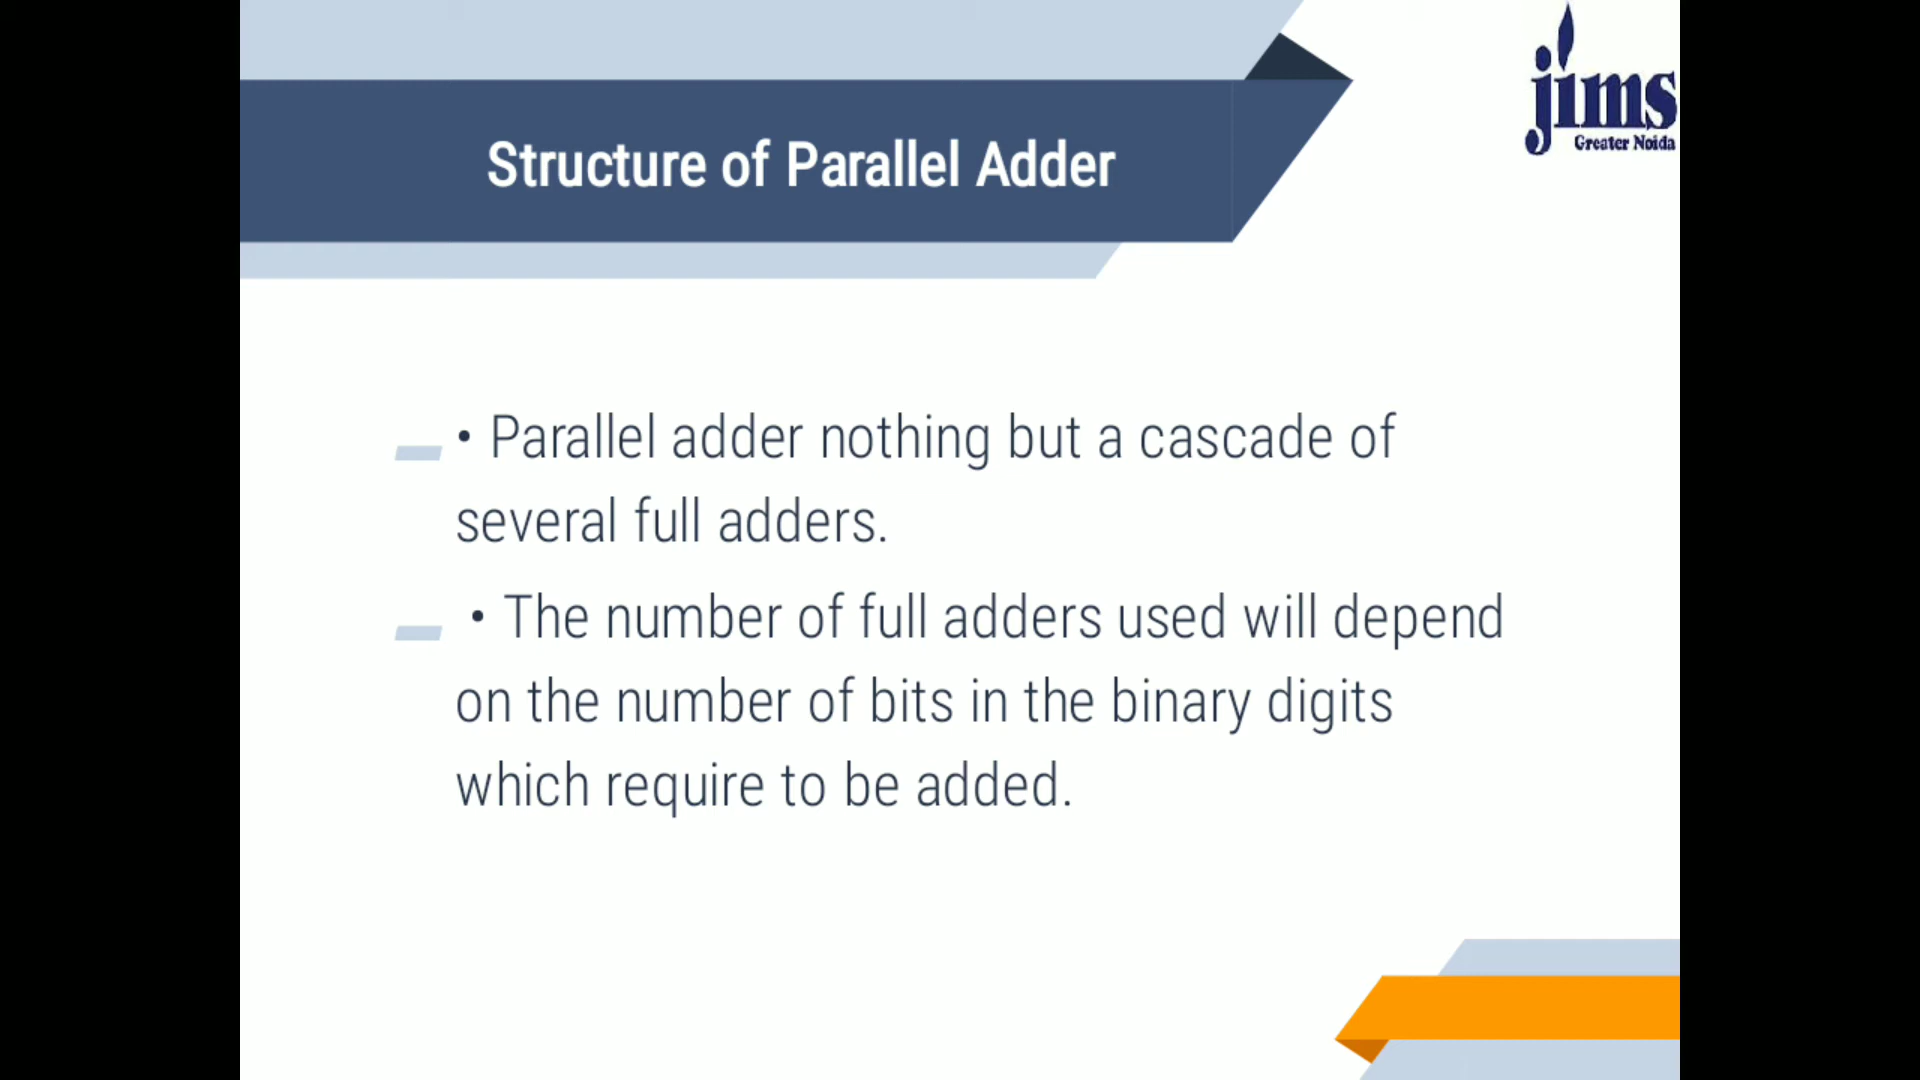 jims
Greater Noida
Structure of Parallel Adder
• Parallel adder nothing but a cascade of
several full adders.
• The number of full adders used will depend
on the number of bits in the binary digits
which require to be added.